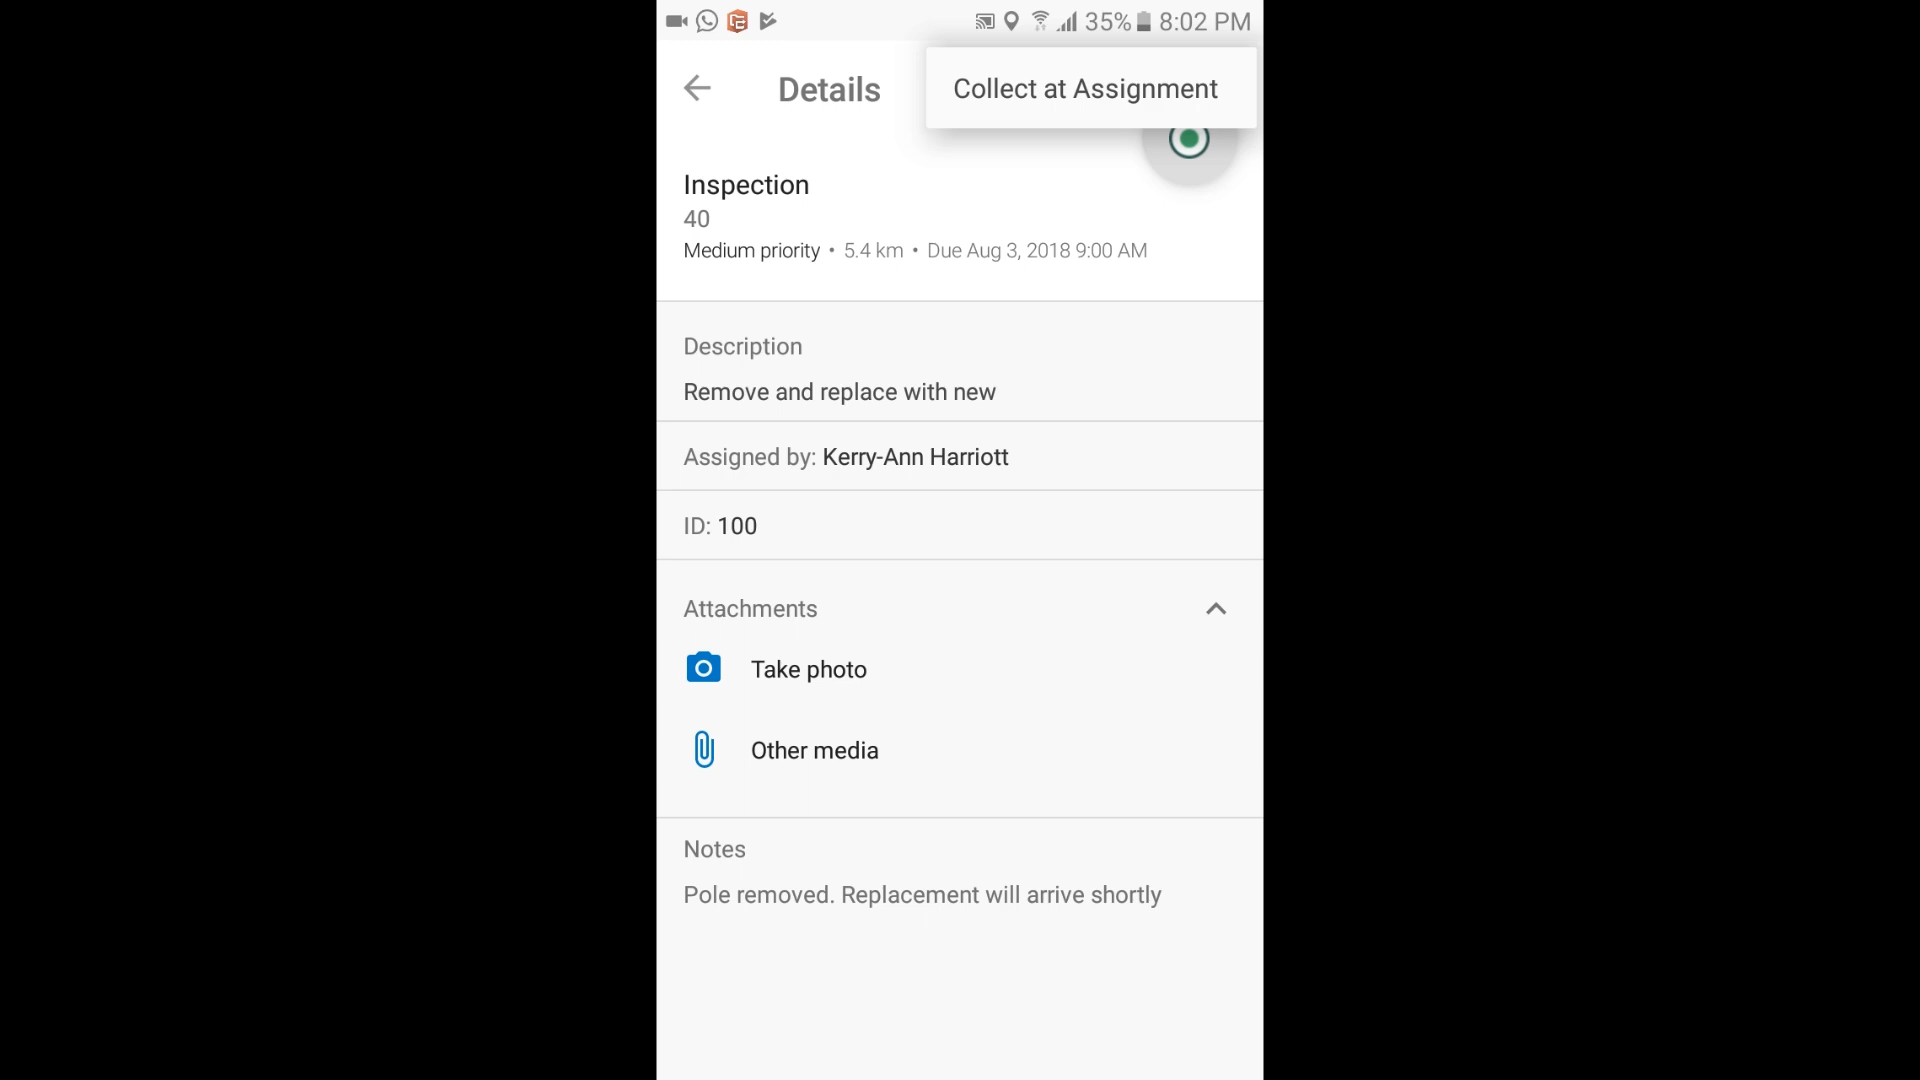 35% 8:02 PM
Details
Collect at Assignment
Inspection
40
Medium priority • 5.4 km • Due Aug 3, 2018 9:00 AM
Description
Remove and replace with new
Assigned by: Kerry-Ann Harriott
ID: 100
Attachments
Take photo
Other media
Notes
Pole removed. Replacement will arrive shortly